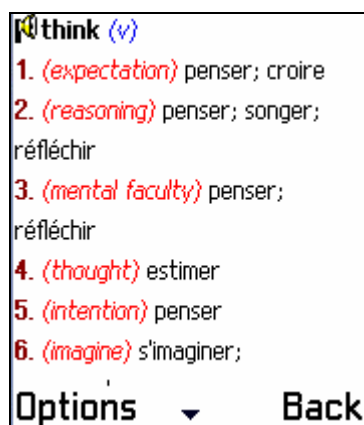 think (v)
1. (expectation) penser; croire
2. (reasoning) penser; songer;
réfléchir
3. (mental faculty) penser;
réfléchir
4. (thought) estimer
5. (intention) penser
6. (imagine) s'imaginer;
Options Back